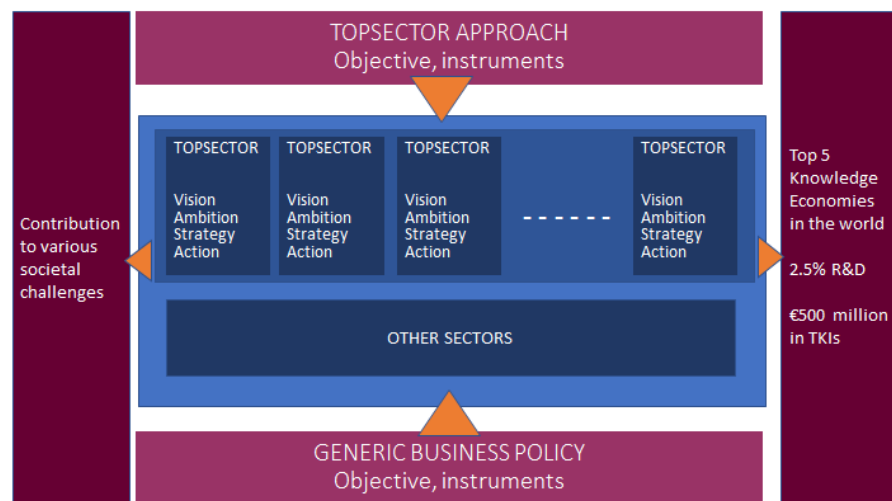 TOPSECTOR APPROACH
Objective, instruments
TOPSECTOR
Vision
Ambition
Strategy
Action
TOPSECTOR
Vision
Ambition
Strategy
Action
TOPSECTOR
Vision
Ambition
Strategy
Action
------
TOPSECTOR
Vision
Ambition
Strategy
Action
OTHER SECTORS
Contribution
to various
societal
challenges
Top 5
Knowledge
Economies
in the world
2.5% R&D
€500 million
in TKIs
GENERIC BUSINESS POLICY
Objective, instruments